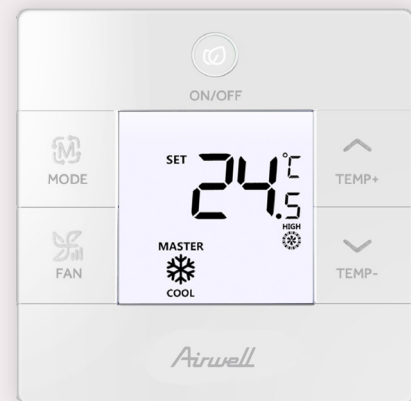 ON/OFF
MODE
SET 24.5 °C
TEMP+
HIGH
MASTER
FAN
COOL
TEMP-
Airwell